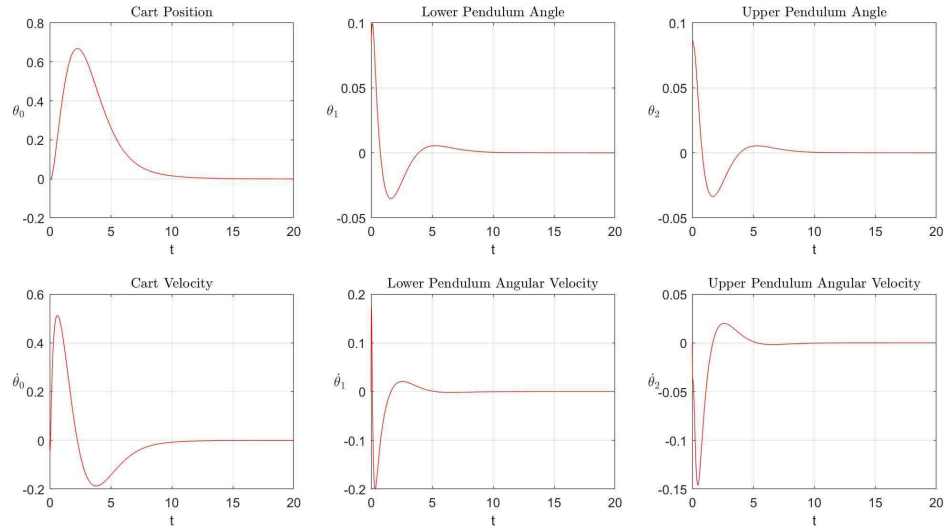 Cart Position
0.8
0.6
0.4
0.2
0
-0.2
θ₀
0 5 10 15 20
t
Lower Pendulum Angle
0.1
0.05
0
-0.05
θ₁
0 5 10 15 20
t
Upper Pendulum Angle
0.1
0.05
0
-0.05
θ₂
0 5 10 15 20
t
Cart Velocity
0.6
0.4
0.2
0
-0.2
θ̇₀
0 5 10 15 20
t
Lower Pendulum Angular Velocity
0.2
0.1
0
-0.1
-0.2
θ̇₁
0 5 10 15 20
t
Upper Pendulum Angular Velocity
0.05
0
-0.05
-0.1
-0.15
θ̇₂
0 5 10 15 20
t